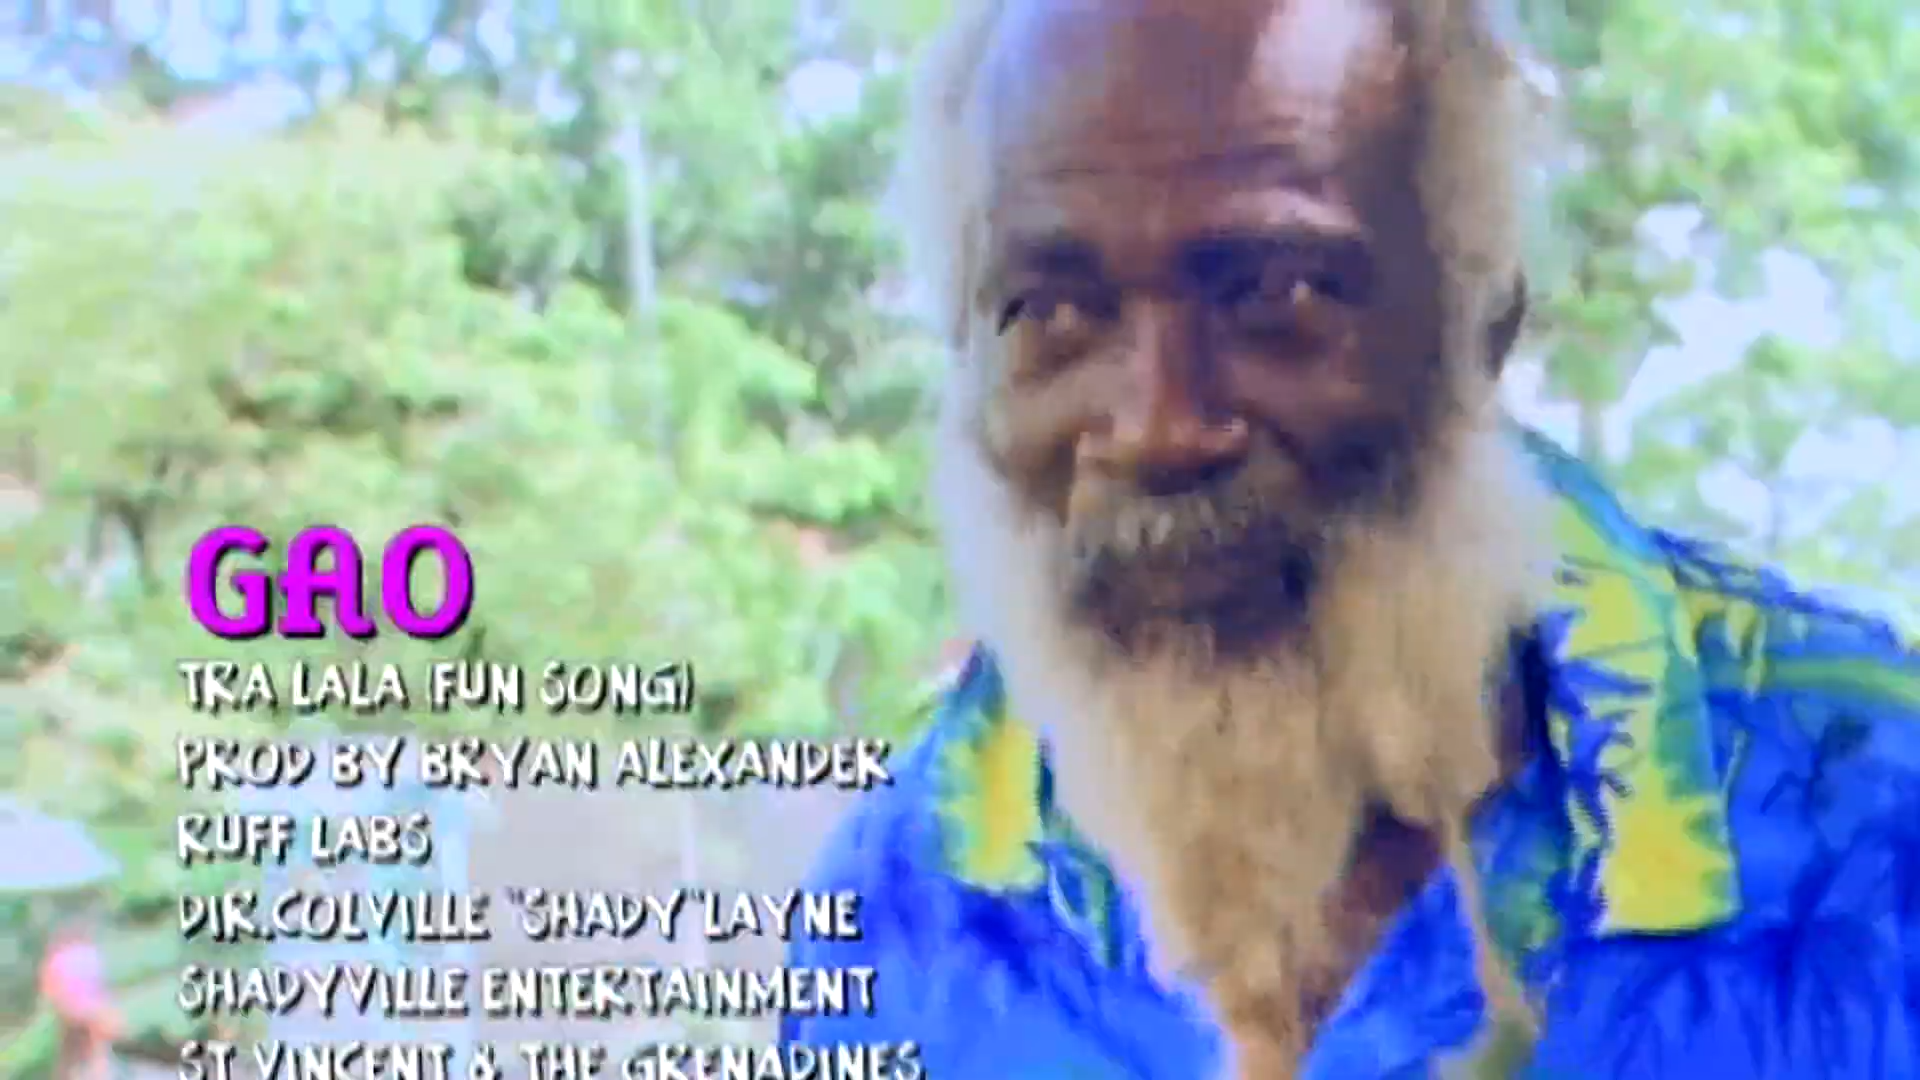 GAO
TRA LALA (FUN SONG)
PROD BY BRYAN ALEXANDER
RUFF LABS
DIR.COLVILLE "SHADY"LAYNE
SHADYVILLE ENTERTAINMENT
ST VINCENT & THE GRENADINES